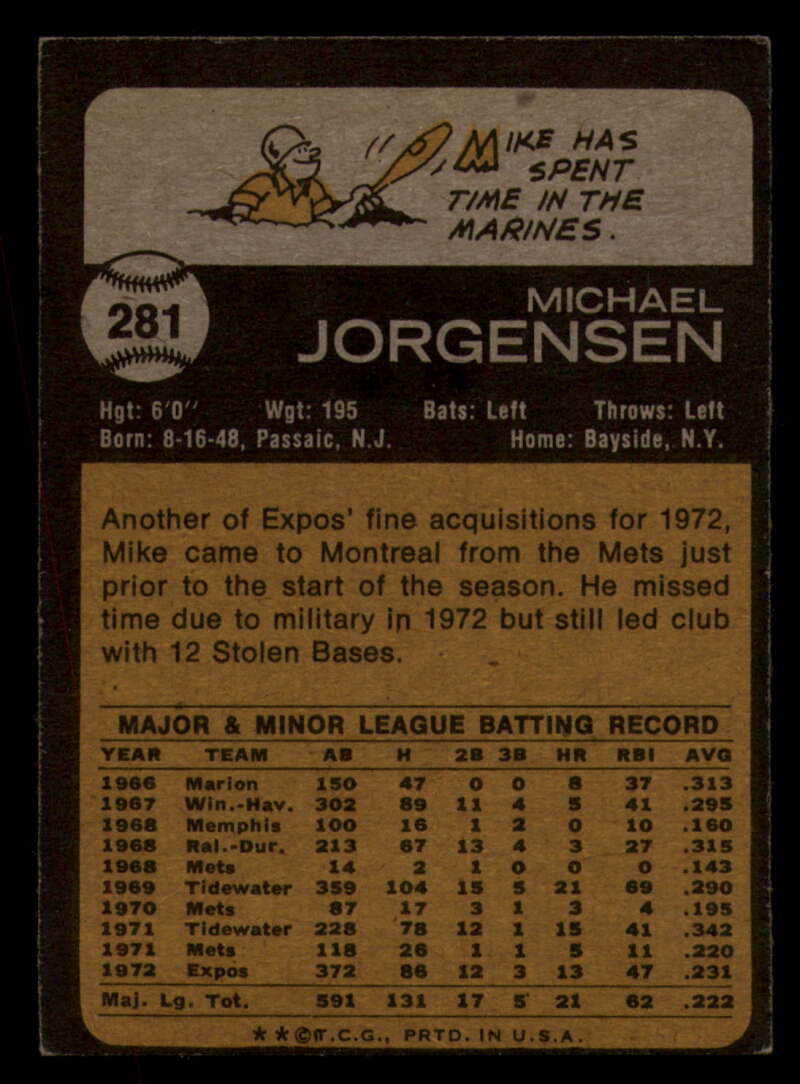 MIKE HAS
SPENT
TIME IN THE
MARINES.
281
MICHAEL
JORGENSEN
Hgt: 6'0" Wgt: 195 Bats: Left Throws: Left
Born: 8-16-48, Passaic, N.J. Home: Bayside, N.Y.
Another of Expos' fine acquisitions for 1972,
Mike came to Montreal from the Mets just
prior to the start of the season. He missed
time due to military in 1972 but still led club
with 12 Stolen Bases.
MAJOR & MINOR LEAGUE BATTING RECORD
YEAR TEAM AB H 2B 3B HR RBI AVG
1966 Marion 150 47 0 0 8 37 .313
1967 Win.-Hav. 302 89 11 4 5 41 .295
1968 Memphis 100 16 1 2 0 10 .160
1968 Ral.-Dur. 213 67 13 4 3 27 .315
1968 Mets 14 2 1 0 0 0 .143
1969 Tidewater 359 104 15 5 21 69 .290
1970 Mets 87 17 3 1 3 4 .195
1971 Tidewater 228 78 12 1 15 41 .342
1971 Mets 118 26 1 1 5 11 .220
1972 Expos 372 86 12 3 13 47 .231
Maj. Lg. Tot. 591 131 17 5 21 62 .222
* * © T.C.G., PRTD. IN U.S.A.